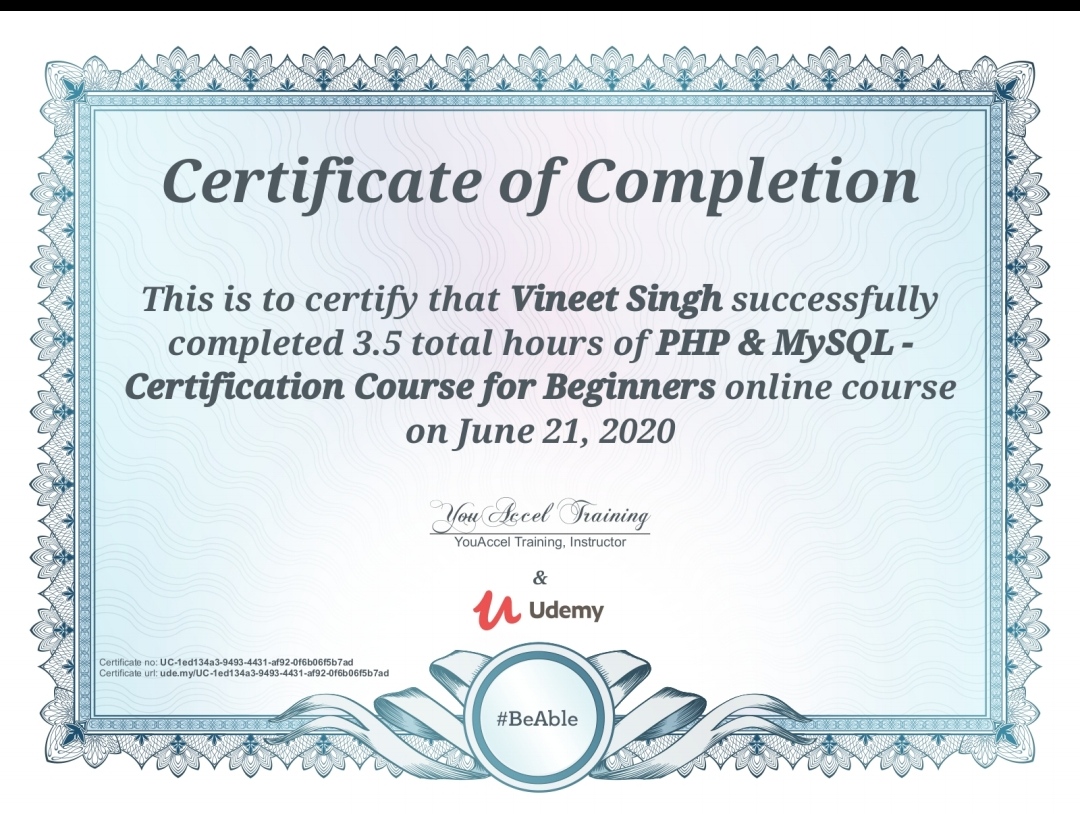 Certificate of Completion
This is to certify that Vineet Singh successfully
completed 3.5 total hours of PHP & MySQL -
Certification Course for Beginners online course
on June 21, 2020
You Accel Training
YouAccel Training, Instructor
&
Udemy
Certificate no: UC-1ed134a3-9493-4431-af92-0f6b06f5b7ad
Certificate url: ude.my/UC-1ed134a3-9493-4431-af92-0f6b06f5b7ad
#BeAble